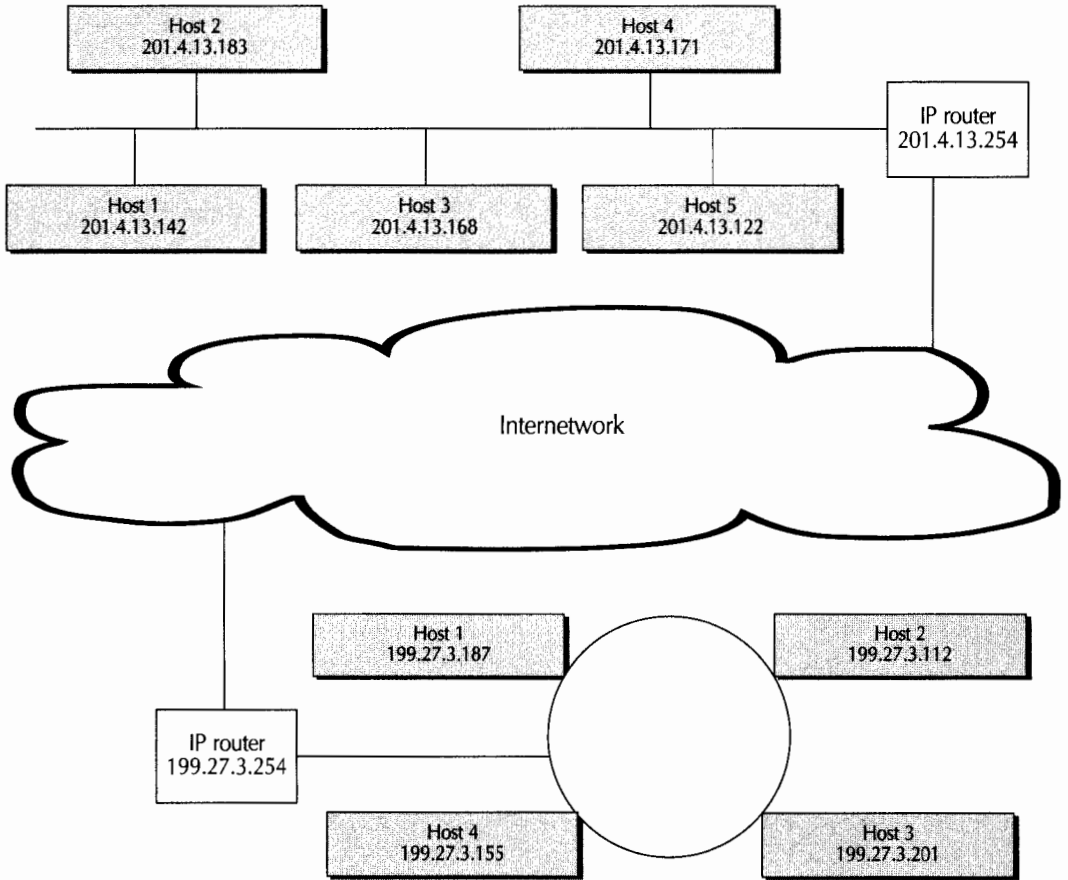 Host 2
201.4.13.183
Host 4
201.4.13.171
IP router
201.4.13.254
Host 1
201.4.13.142
Host 3
201.4.13.168
Host 5
201.4.13.122
Internetwork
Host 1
199.27.3.187
Host 2
199.27.3.112
IP router
199.27.3.254
Host 4
199.27.3.155
Host 3
199.27.3.201